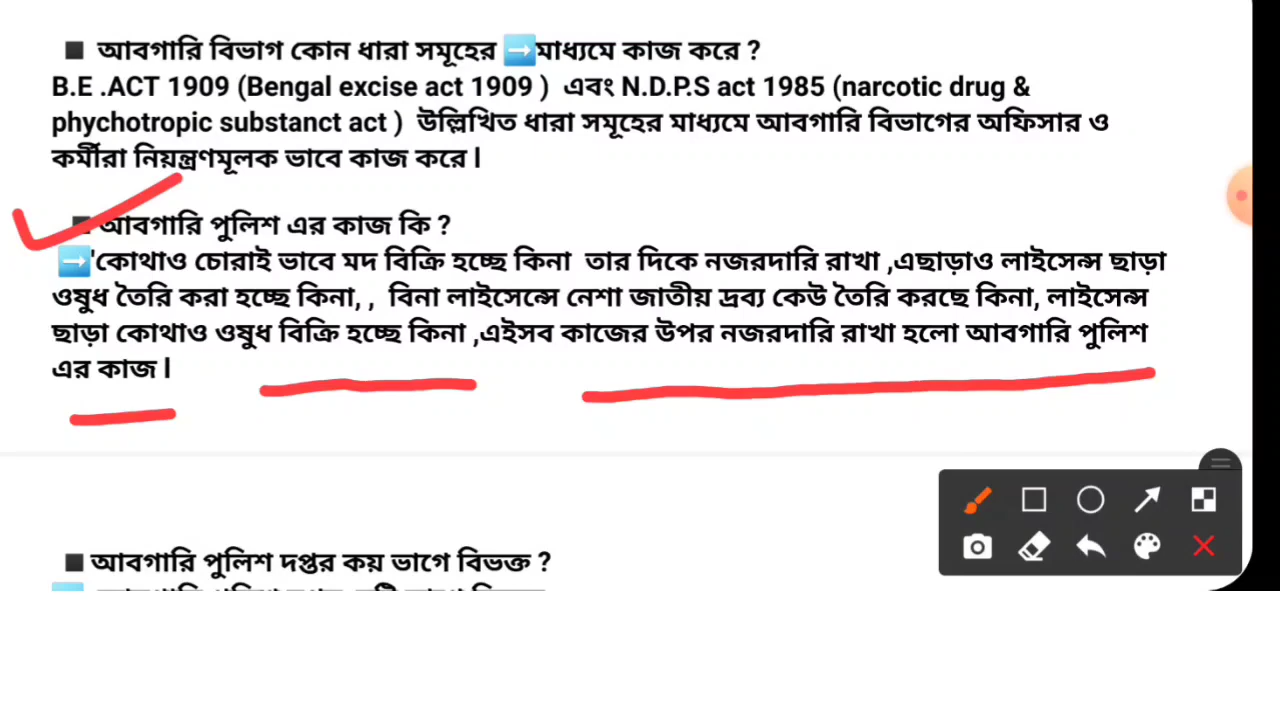 ◼ আবগারি বিভাগ কোন ধারা সমূহের ➡মাধ্যমে কাজ করে ?
B.E .ACT 1909 (Bengal excise act 1909 ) এবং N.D.P.S act 1985 (narcotic drug &
phychotropic substanct act ) উল্লিখিত ধারা সমূহের মাধ্যমে আবগারি বিভাগের অফিসার ও
কর্মীরা নিয়ন্ত্রণমূলক ভাবে কাজ করে l
◼ আবগারি পুলিশ এর কাজ কি ?
➡'কোথাও চোরাই ভাবে মদ বিক্রি হচ্ছে কিনা তার দিকে নজরদারি রাখা ,এছাড়াও লাইসেন্স ছাড়া
ওষুধ তৈরি করা হচ্ছে কিনা, , বিনা লাইসেন্সে নেশা জাতীয় দ্রব্য কেউ তৈরি করছে কিনা, লাইসেন্স
ছাড়া কোথাও ওষুধ বিক্রি হচ্ছে কিনা ,এইসব কাজের উপর নজরদারি রাখা হলো আবগারি পুলিশ
এর কাজ l
◼ আবগারি পুলিশ দপ্তর কয় ভাগে বিভক্ত ?